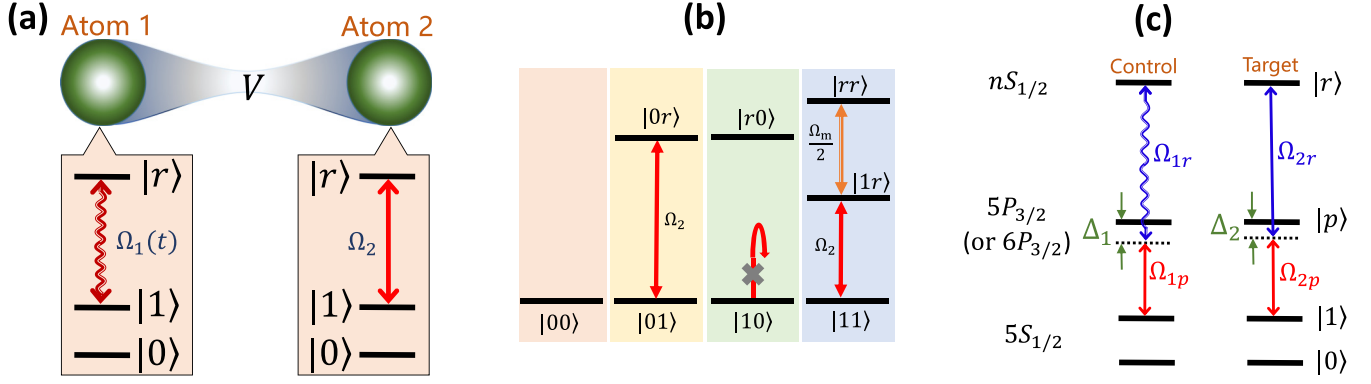 (a)
Atom 1
Atom 2
V
|r⟩
Ω₁(t)
|1⟩
|0⟩
|r⟩
Ω₂
|1⟩
|0⟩
(b)
|rr⟩
|0r⟩
|r0⟩
Ωₘ/2
|1r⟩
Ω₂
Ω₂
|00⟩
|01⟩
|10⟩
|11⟩
(c)
Control
Target
nS₁/₂
|r⟩
Ω₁ᵣ
Ω₂ᵣ
5P₃/₂
(or 6P₃/₂)
Δ₁
Δ₂
|p⟩
Ω₁ₚ
Ω₂ₚ
5S₁/₂
|1⟩
|0⟩